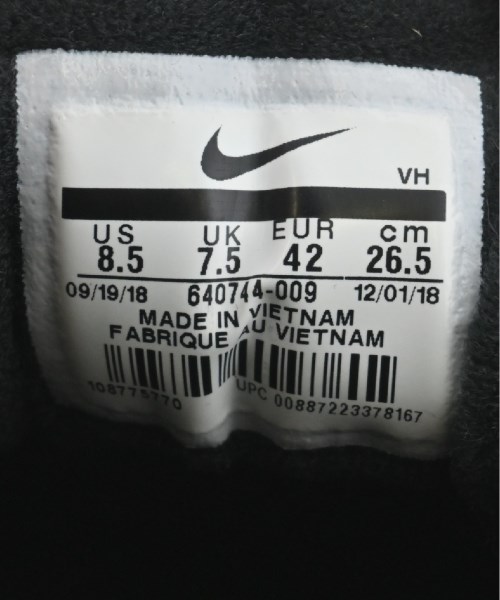 VH
US UK EUR cm
8.5 7.5 42 26.5
09/19/18 640744-009 12/01/18
MADE IN VIETNAM
FABRIQUE AU VIETNAM
108775770 UPC 00887223378167